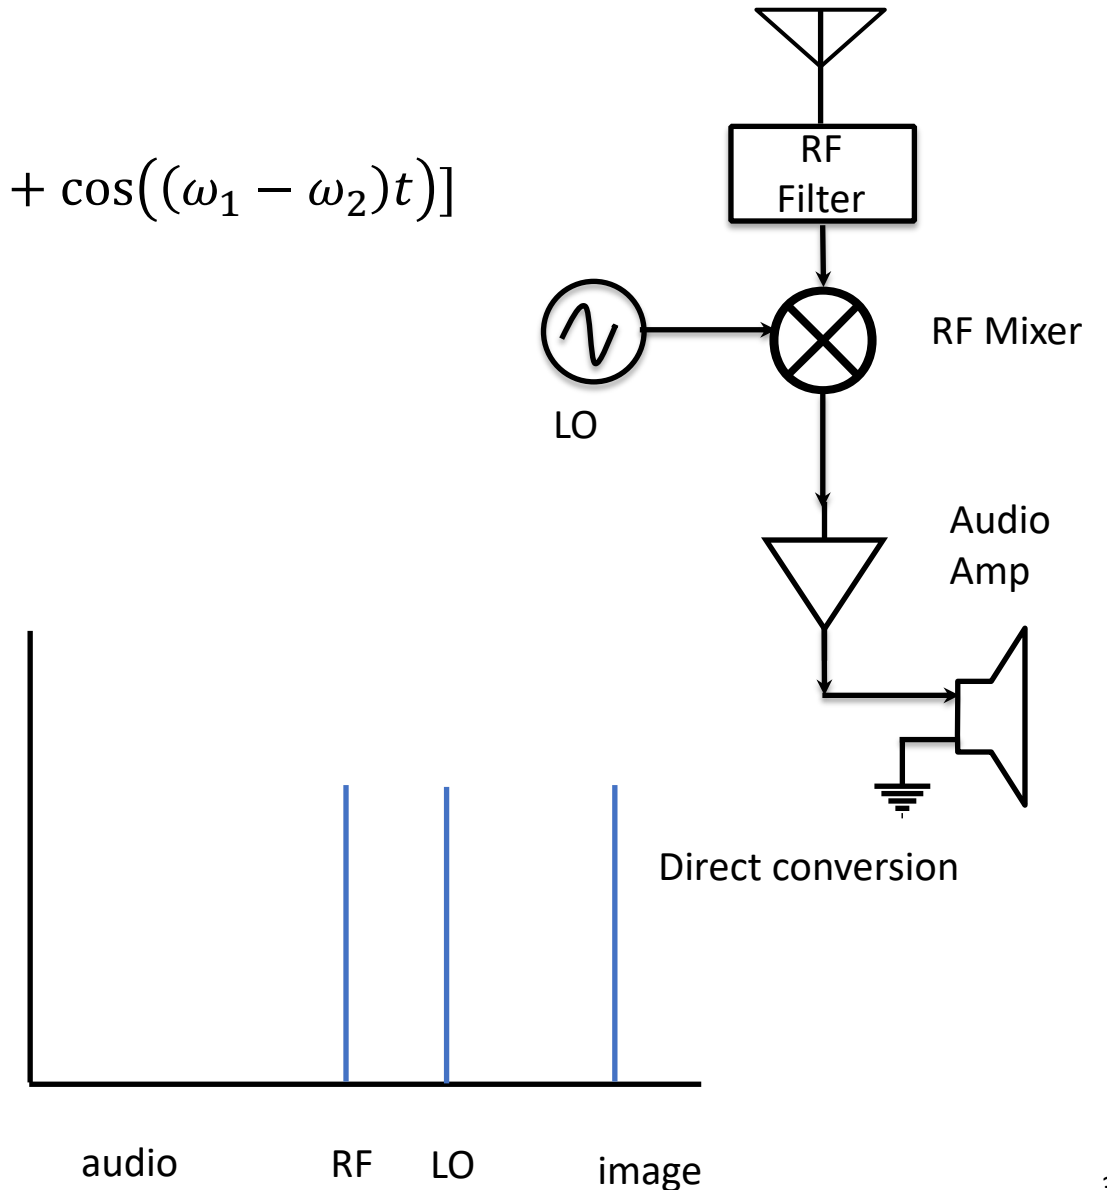 + cos((ω₁ − ω₂)t)]
RF
Filter
RF Mixer
LO
Audio
Amp
Direct conversion
audio RF LO image